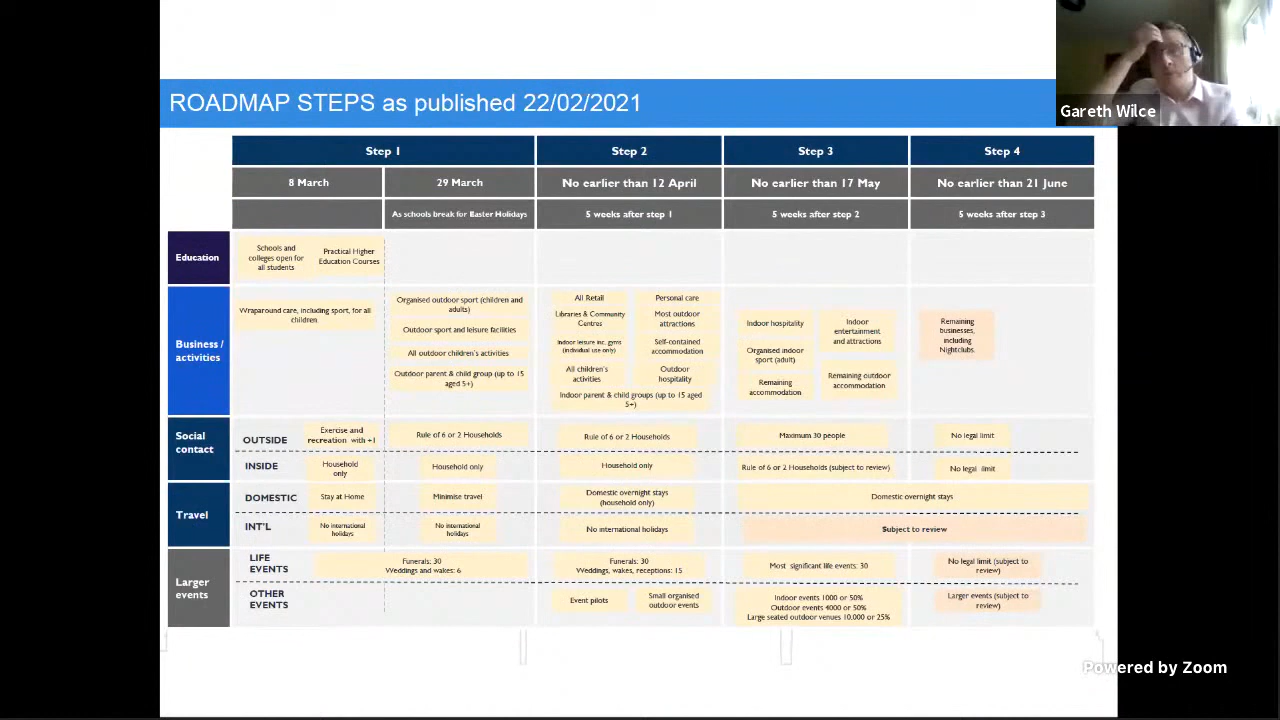 ROADMAP STEPS as published 22/02/2021
Gareth Wilce
Step 1
Step 2
Step 3
Step 4
8 March
29 March
No earlier than 12 April
No earlier than 17 May
No earlier than 21 June
As schools break for Easter Holidays
5 weeks after step 1
5 weeks after step 2
5 weeks after step 3
Education
Schools and
colleges open for
all students
Practical Higher
Education Courses
Business /
activities
Wraparound care, including sport, for all
children
Organised outdoor sport (children and
adults)
Outdoor sport and leisure facilities
All outdoor children's activities
Outdoor parent & child group (up to 15
aged 5+)
All Retail
Personal care
Libraries & Community
Centres
Most outdoor
attractions
Indoor leisure inc. gyms
(individual use only)
Self-contained
accommodation
All children's
activities
Outdoor
hospitality
Indoor parent & child groups (up to 15 aged
5+)
Indoor hospitality
Indoor
entertainment
and attractions
Organised indoor
sport (adult)
Remaining
accommodation
Remaining outdoor
accommodation
Remaining
businesses,
including
Nightclubs.
Social
contact
OUTSIDE
Exercise and
recreation with +1
Rule of 6 or 2 Households
Rule of 6 or 2 Households
Maximum 30 people
No legal limit
INSIDE
Household
only
Household only
Household only
Rule of 6 or 2 Households (subject to review)
No legal limit
Travel
DOMESTIC
Stay at Home
Minimise travel
Domestic overnight stays
(household only)
Domestic overnight stays
INT'L
No international
holidays
No international
holidays
No international holidays
Subject to review
Larger
events
LIFE
EVENTS
Funerals: 30
Weddings and wakes: 6
Funerals: 30
Weddings, wakes, receptions: 15
Most significant life events: 30
No legal limit (subject to
review)
OTHER
EVENTS
Event pilots
Small organised
outdoor events
Indoor events 1000 or 50%
Outdoor events 4000 or 50%
Large seated outdoor venues 10,000 or 25%
Larger events (subject to
review)
Powered by Zoom